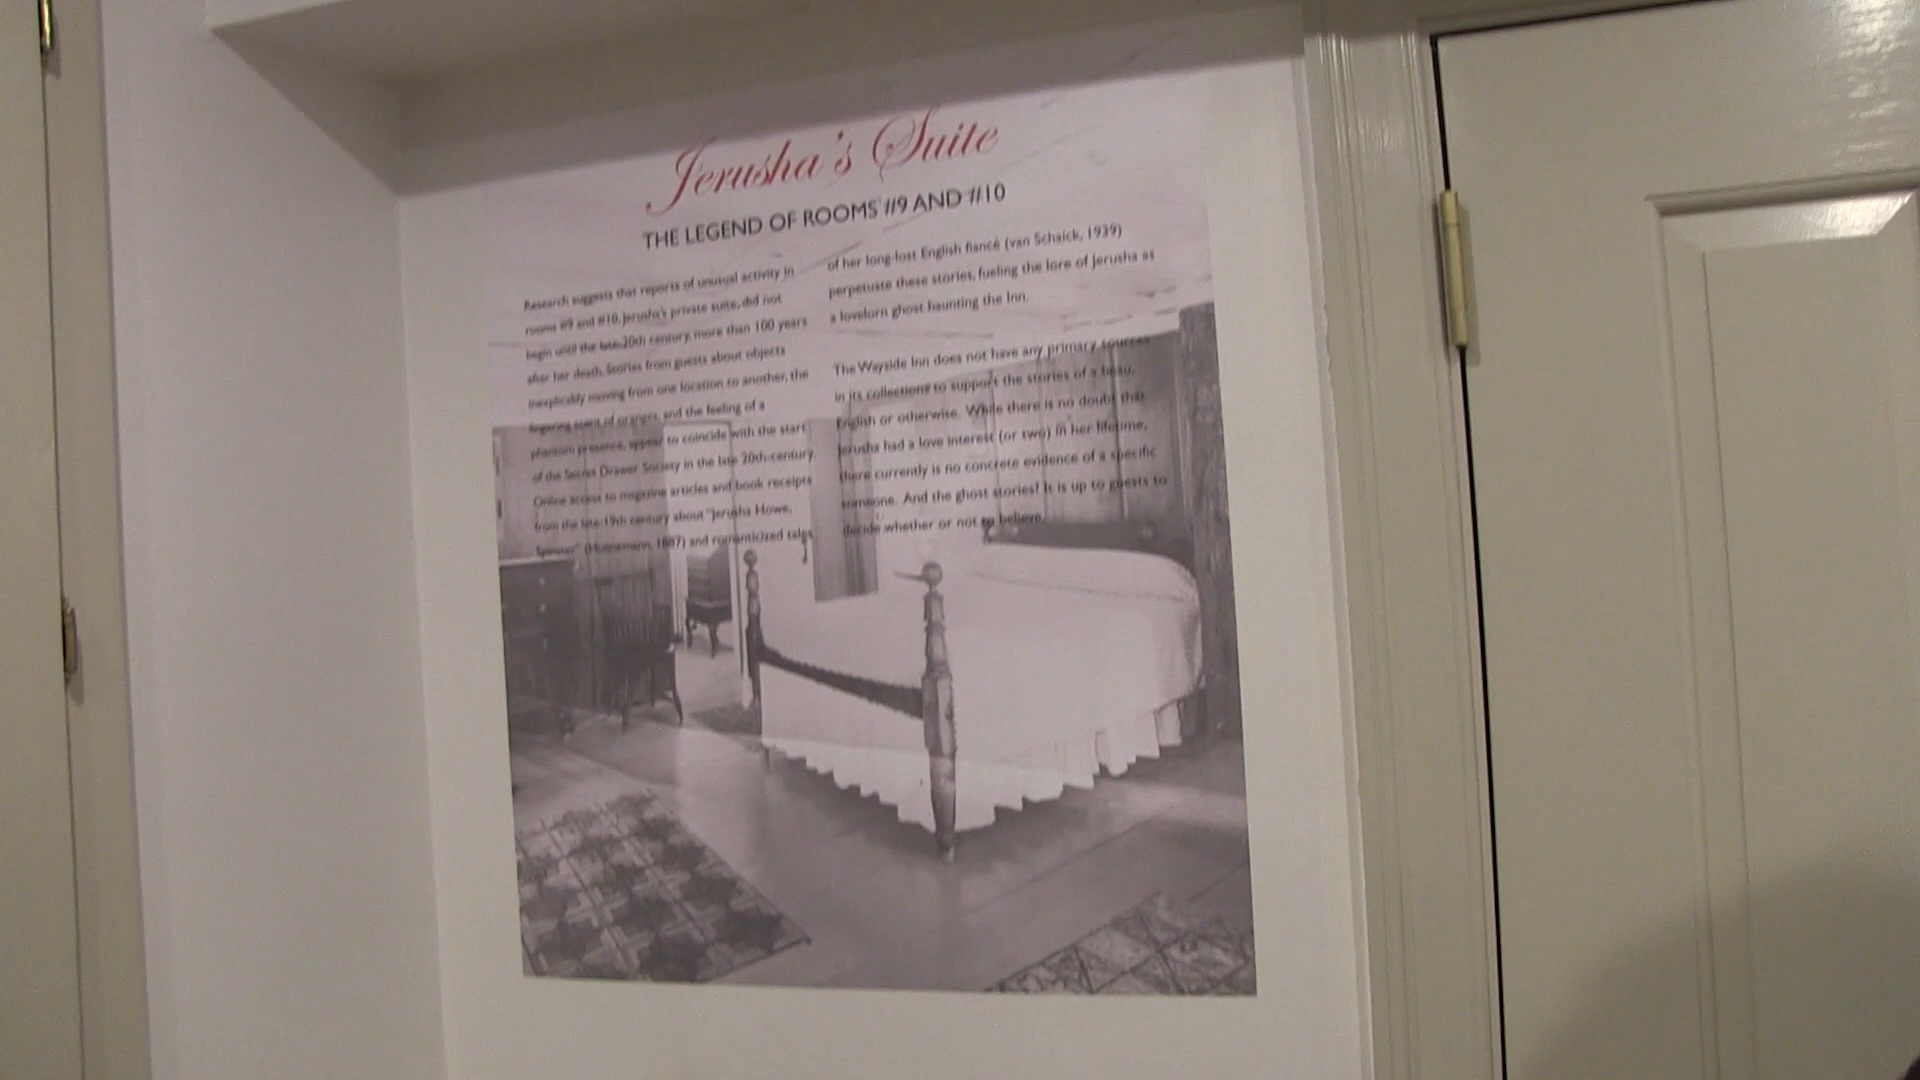 Jerusha's Suite
THE LEGEND OF ROOMS #9 AND #10
Research suggests that reports of unusual activity in
rooms #9 and #10, Jerusha's private suite, did not
begin until the late-20th century, more than 100 years
after her death. Stories from guests about objects
inexplicably moving from one location to another, the
lingering scent of oranges, and the feeling of a
phantom presence, appear to coincide with the start
of the Secret Drawer Society in the late 20th-century.
Online access to magazine articles and book receipts
from the late-19th century about "Jerusha Howe,
Spinster" (Hunneman, 1887) and romanticized tales
of her long-lost English fiancé (van Schaick, 1939)
perpetuate these stories, fueling the lore of Jerusha as
a lovelorn ghost haunting the Inn.
The Wayside Inn does not have any primary sources
in its collections to support the stories of a beau,
English or otherwise. While there is no doubt that
Jerusha had a love interest (or two) in her lifetime,
there currently is no concrete evidence of a specific
someone. And the ghost stories? It is up to guests to
decide whether or not to believe.